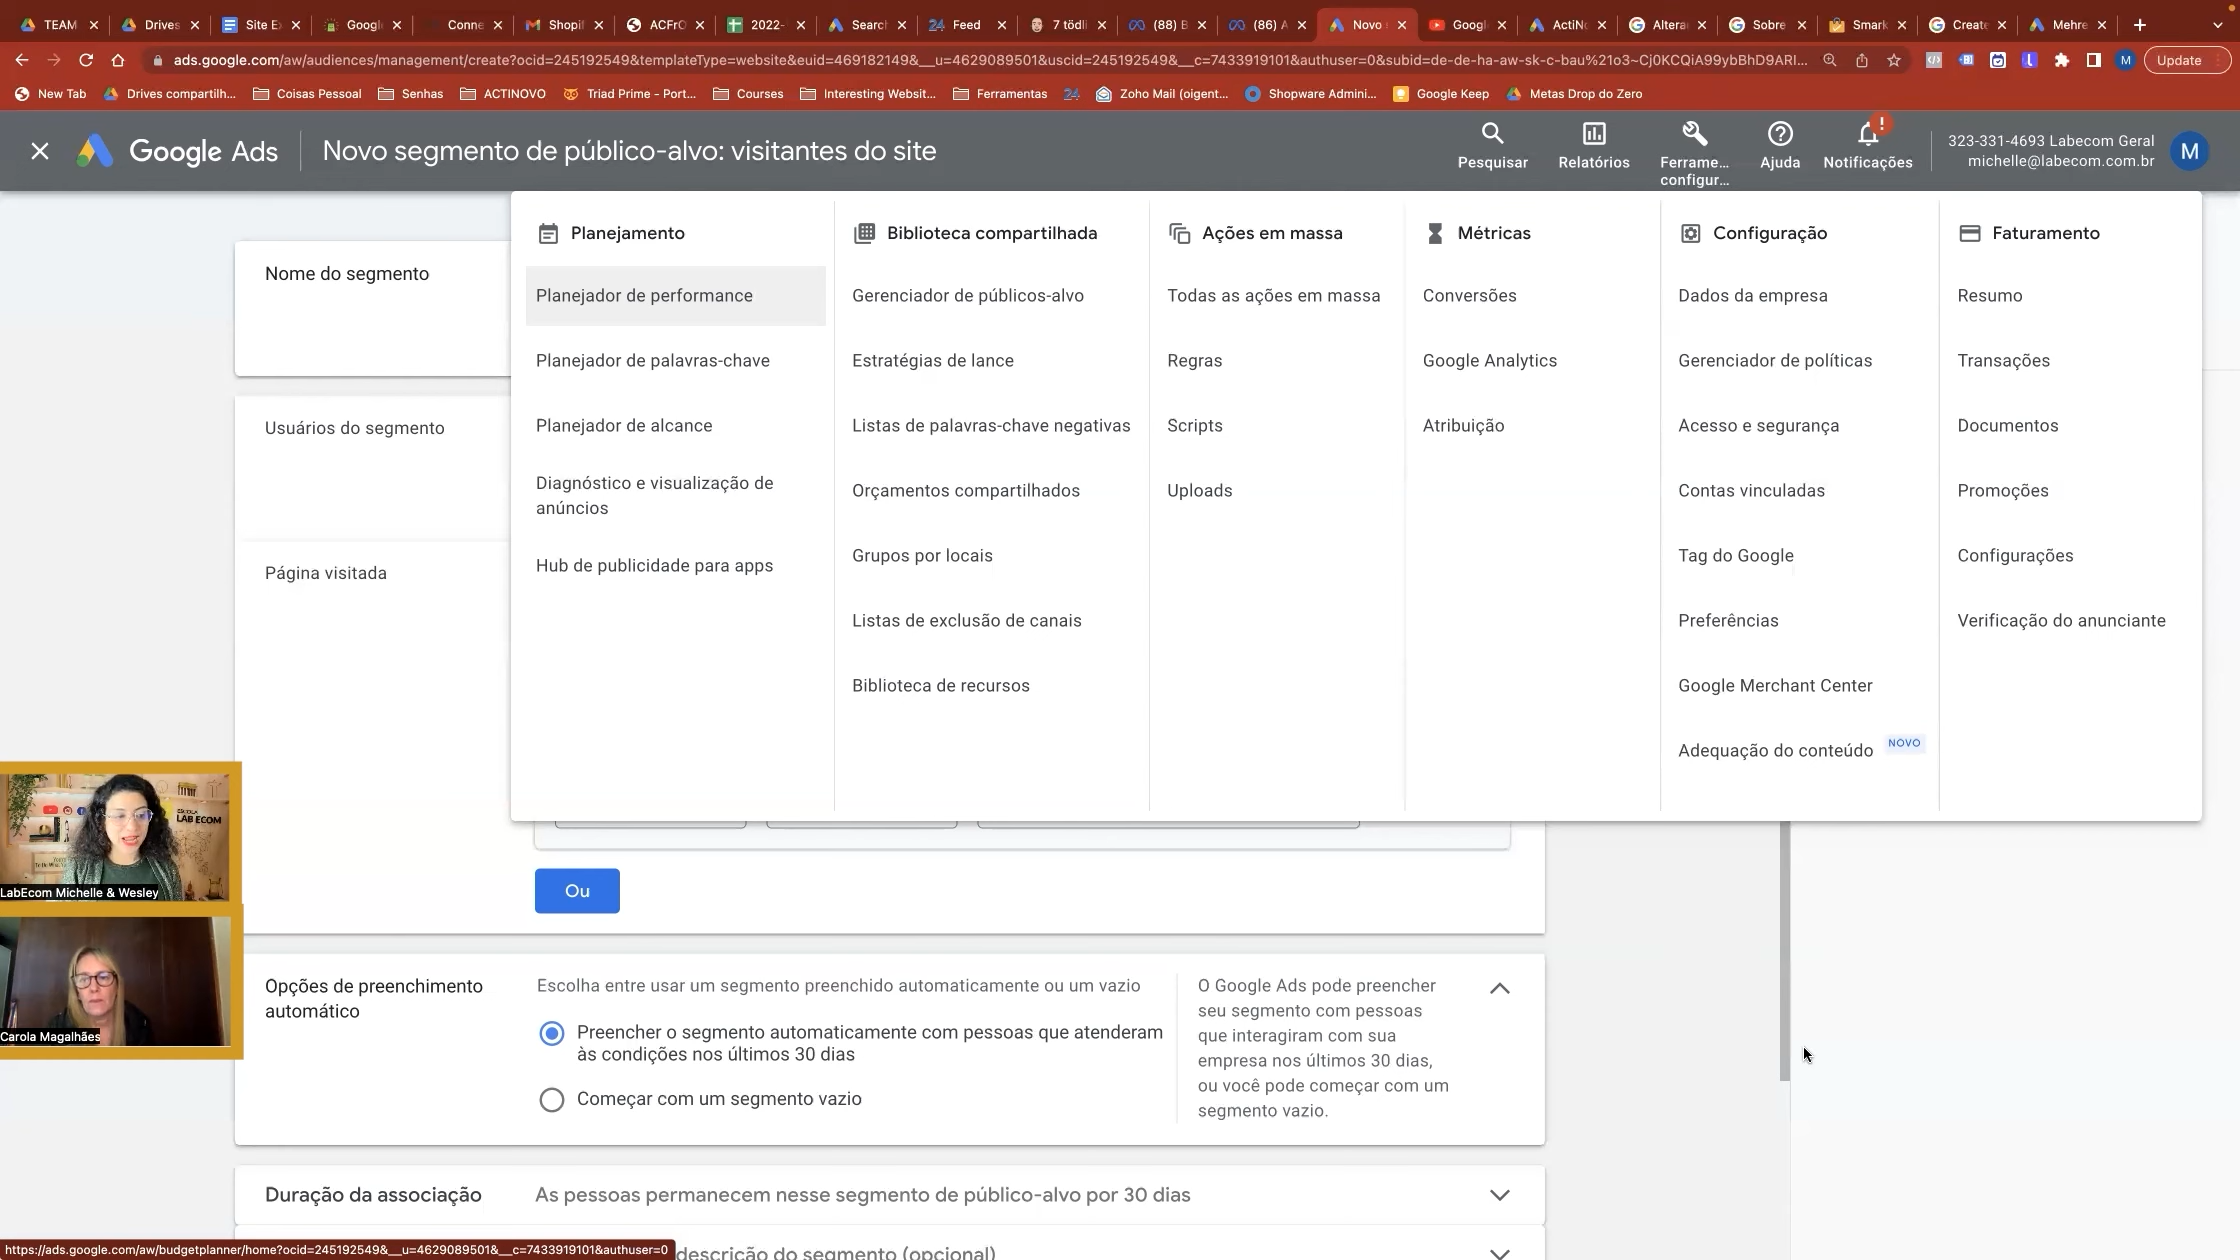 TEAM
Drives
Site E
Google
Conne
Shopif
ACFrO
2022-
Search
Feed
7 tödli
(88) B
(86) A
Novo
Googl
ActiN
Altera
Sobre
Smark
Create
Mehre
ads.google.com/aw/audiences/management/create?ocid=245192549&templateType=website&euid=469182149&__u=4629089501&uscid=245192549&__c=7433919101&authuser=0&subid=de-de-ha-aw-sk-c-bau%21o3~Cj0KCQiA99ybBhD9ARI...
Update
New Tab
Drives compartilh...
Coisas Pessoal
Senhas
ACTINOVO
Triad Prime - Port...
Courses
Interesting Websit...
Ferramentas
24
Zoho Mail (oigent...
Shopware Admini...
Google Keep
Metas Drop do Zero
Google Ads
Novo segmento de público-alvo: visitantes do site
Pesquisar
Relatórios
Ferrame...
configur...
Ajuda
Notificações
323-331-4693 Labecom Geral
michelle@labecom.com.br
M
Nome do segmento
Usuários do segmento
Página visitada
Planejamento
Planejador de performance
Planejador de palavras-chave
Planejador de alcance
Diagnóstico e visualização de
anúncios
Hub de publicidade para apps
Biblioteca compartilhada
Gerenciador de públicos-alvo
Estratégias de lance
Listas de palavras-chave negativas
Orçamentos compartilhados
Grupos por locais
Listas de exclusão de canais
Biblioteca de recursos
Ações em massa
Todas as ações em massa
Regras
Scripts
Uploads
Métricas
Conversões
Google Analytics
Atribuição
Configuração
Dados da empresa
Gerenciador de políticas
Acesso e segurança
Contas vinculadas
Tag do Google
Preferências
Google Merchant Center
Adequação do conteúdo NOVO
Faturamento
Resumo
Transações
Documentos
Promoções
Configurações
Verificação do anunciante
Ou
ESCOLA
LAB ECOM
LabEcom Michelle & Wesley
Carola Magalhães
Opções de preenchimento
automático
Escolha entre usar um segmento preenchido automaticamente ou um vazio
Preencher o segmento automaticamente com pessoas que atenderam
às condições nos últimos 30 dias
Começar com um segmento vazio
O Google Ads pode preencher
seu segmento com pessoas
que interagiram com sua
empresa nos últimos 30 dias,
ou você pode começar com um
segmento vazio.
Duração da associação
As pessoas permanecem nesse segmento de público-alvo por 30 dias
descrição do segmento (opcional)
https://ads.google.com/aw/budgetplanner/home?ocid=245192549&__u=4629089501&__c=7433919101&authuser=0